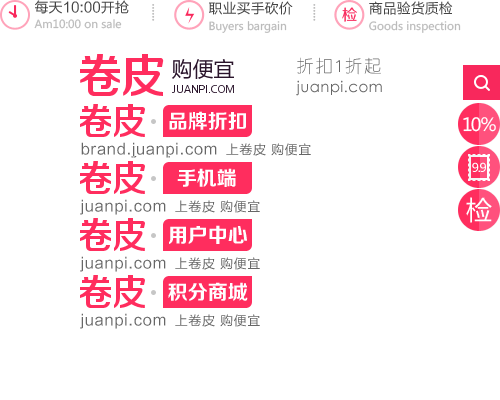 每天10:00开抢
Am10:00 on sale
职业买手砍价
Buyers bargain
检
商品验货质检
Goods inspection
卷皮 购便宜
JUANPI.COM
折扣1折起
juanpi.com
卷皮·品牌折扣
brand.juanpi.com 上卷皮 购便宜
卷皮·手机端
juanpi.com 上卷皮 购便宜
卷皮·用户中心
juanpi.com 上卷皮 购便宜
卷皮·积分商城
juanpi.com 上卷皮 购便宜
10%
9.9
检